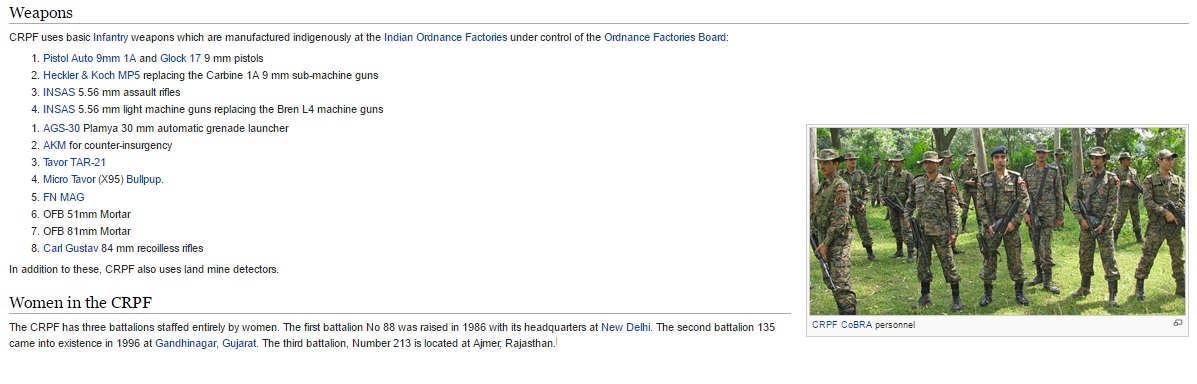 Weapons
CRPF uses basic Infantry weapons which are manufactured indigenously at the Indian Ordnance Factories under control of the Ordnance Factories Board:
1. Pistol Auto 9mm 1A and Glock 17 9 mm pistols
2. Heckler & Koch MP5 replacing the Carbine 1A 9 mm sub-machine guns
3. INSAS 5.56 mm assault rifles
4. INSAS 5.56 mm light machine guns replacing the Bren L4 machine guns
1. AGS-30 Plamya 30 mm automatic grenade launcher
2. AKM for counter-insurgency
3. Tavor TAR-21
4. Micro Tavor (X95) Bullpup.
5. FN MAG
6. OFB 51mm Mortar
7. OFB 81mm Mortar
8. Carl Gustav 84 mm recoilless rifles
In addition to these, CRPF also uses land mine detectors.
CRPF CoBRA personnel
Women in the CRPF
The CRPF has three battalions staffed entirely by women. The first battalion No 88 was raised in 1986 with its headquarters at New Delhi. The second battalion 135
came into existence in 1996 at Gandhinagar, Gujarat. The third battalion, Number 213 is located at Ajmer, Rajasthan.